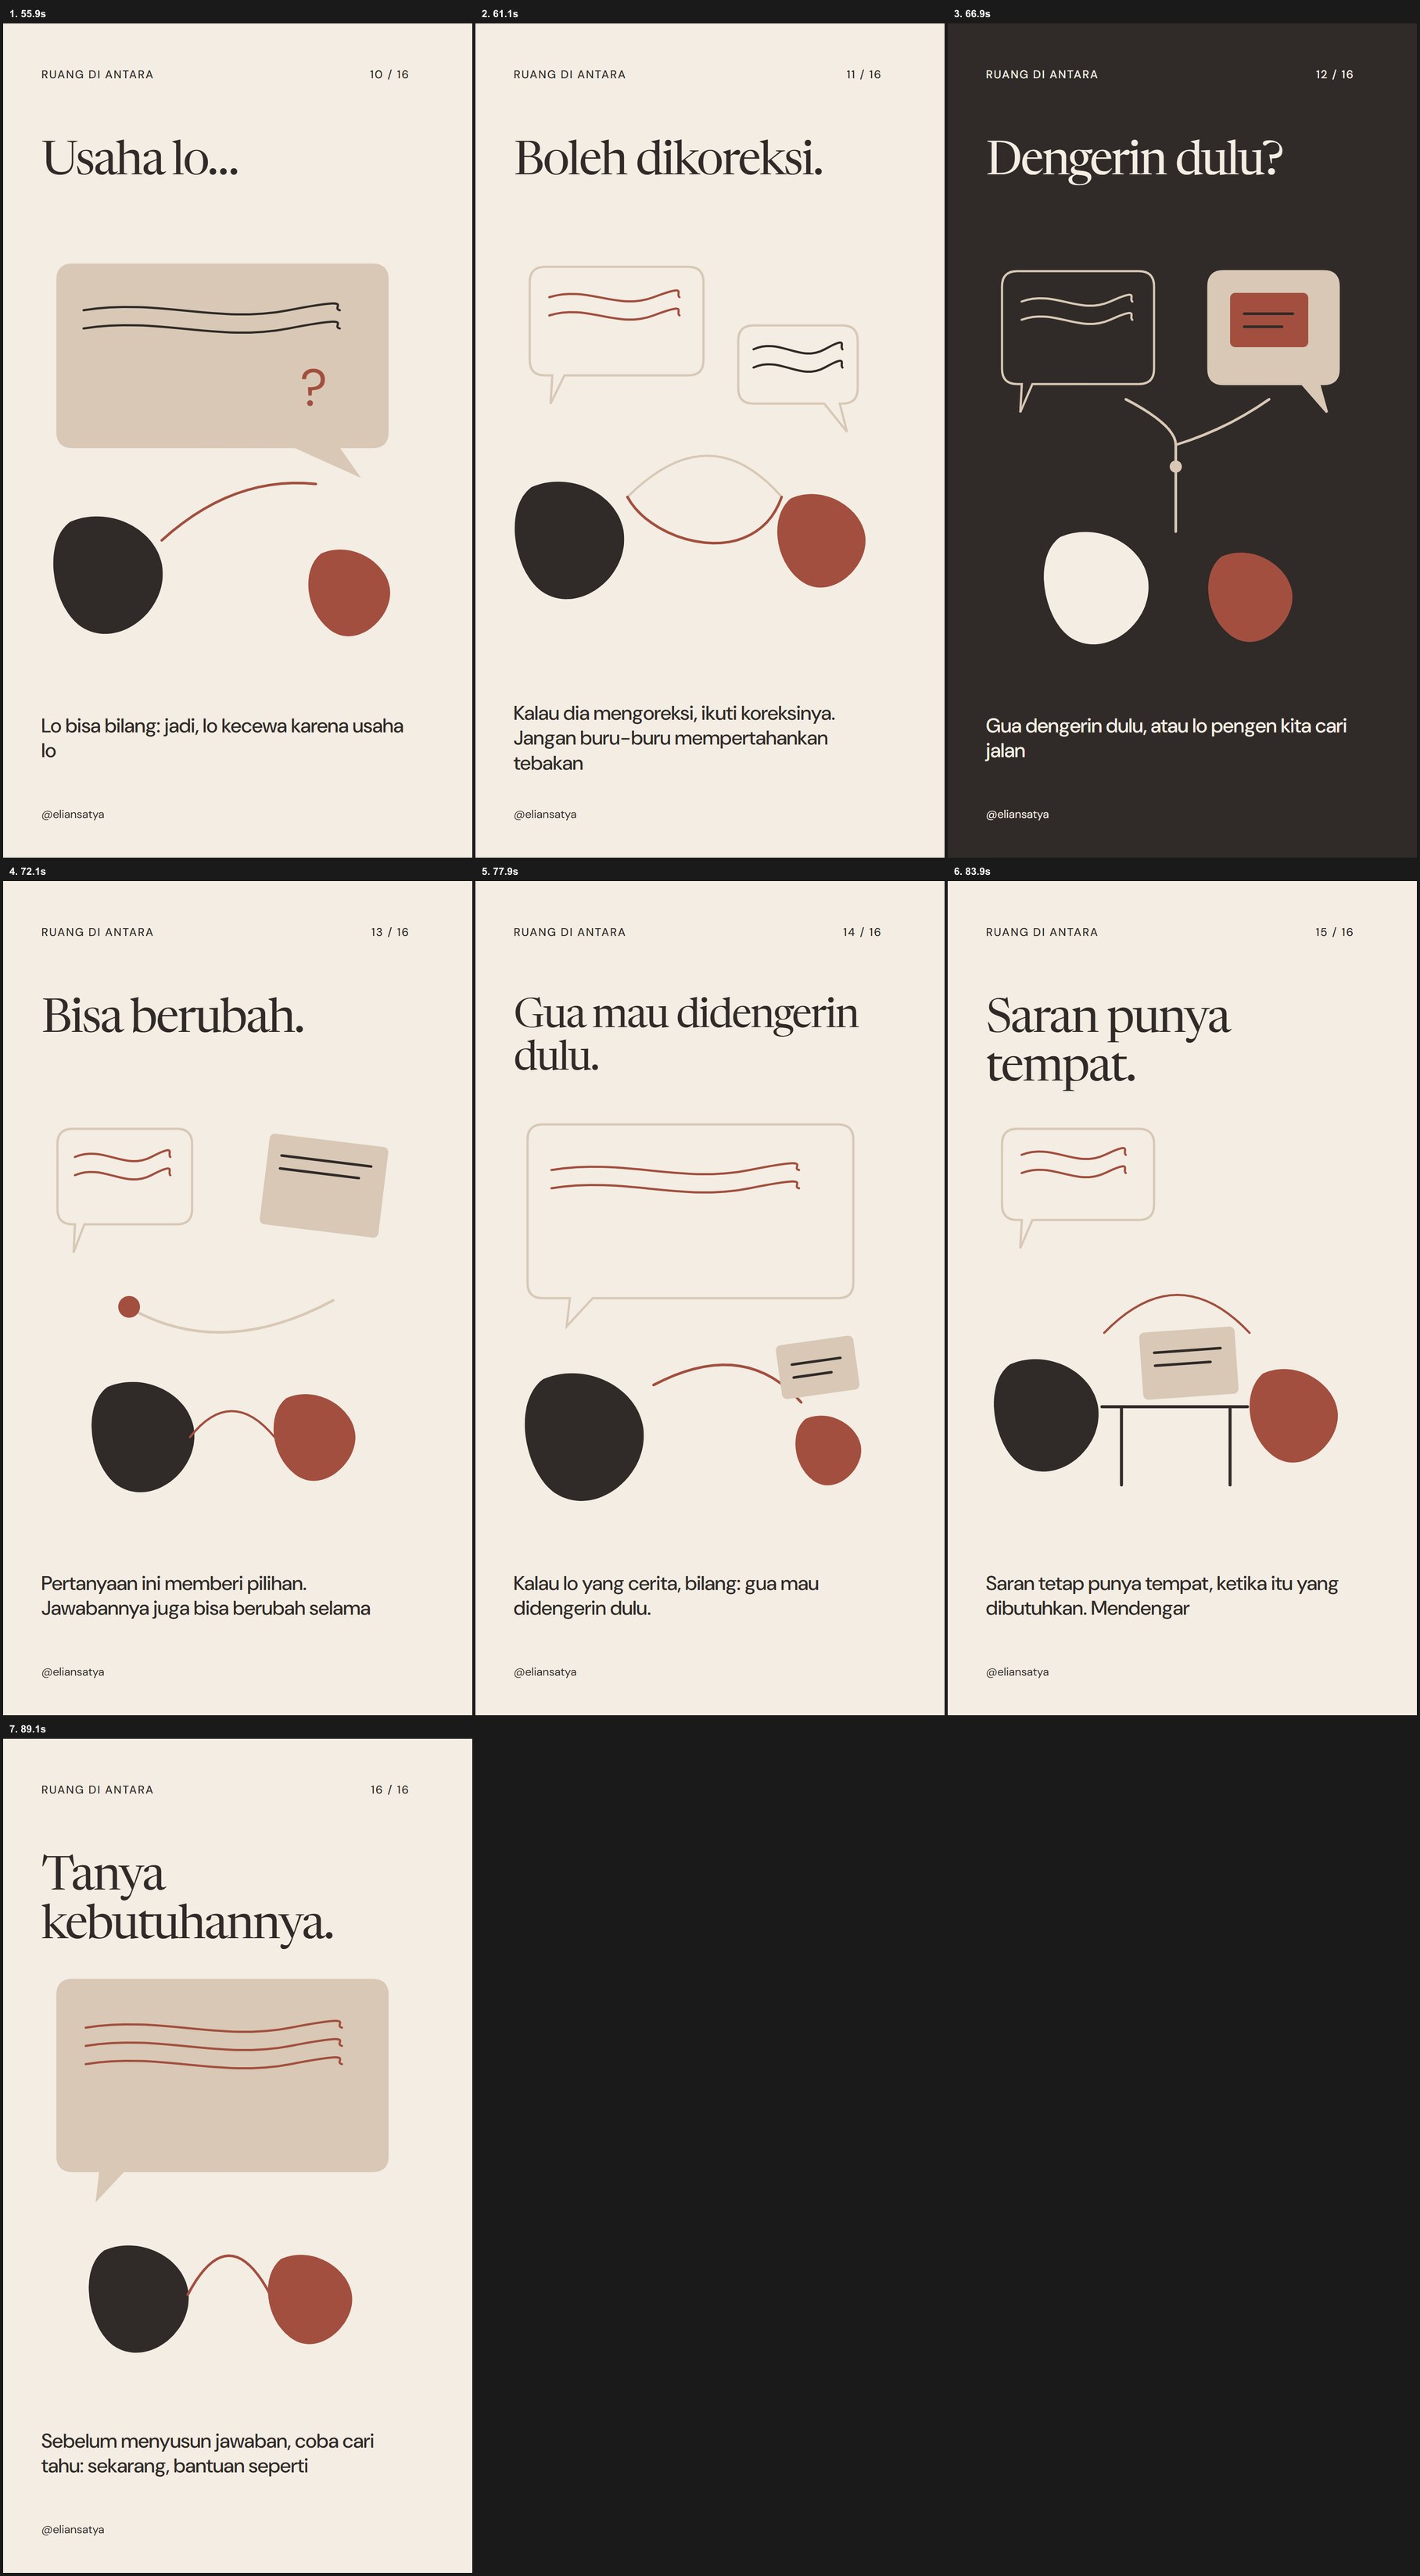 1. 55.9s
RUANG DI ANTARA
10 / 16
Usaha lo...
?
Lo bisa bilang: jadi, lo kecewa karena usaha
lo
@eliansatya
2. 61.1s
RUANG DI ANTARA
11 / 16
Boleh dikoreksi.
Kalau dia mengoreksi, ikuti koreksinya.
Jangan buru-buru mempertahankan
tebakan
@eliansatya
3. 66.9s
RUANG DI ANTARA
12 / 16
Dengerin dulu?
Gua dengerin dulu, atau lo pengen kita cari
jalan
@eliansatya
4. 72.1s
RUANG DI ANTARA
13 / 16
Bisa berubah.
Pertanyaan ini memberi pilihan.
Jawabannya juga bisa berubah selama
@eliansatya
5. 77.9s
RUANG DI ANTARA
14 / 16
Gua mau didengerin
dulu.
Kalau lo yang cerita, bilang: gua mau
didengerin dulu.
@eliansatya
6. 83.9s
RUANG DI ANTARA
15 / 16
Saran punya
tempat.
Saran tetap punya tempat, ketika itu yang
dibutuhkan. Mendengar
@eliansatya
7. 89.1s
RUANG DI ANTARA
16 / 16
Tanya
kebutuhannya.
Sebelum menyusun jawaban, coba cari
tahu: sekarang, bantuan seperti
@eliansatya